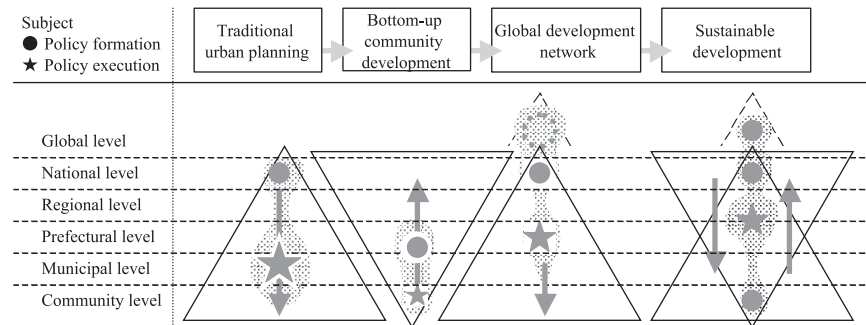 Subject
Policy formation
Policy execution
Traditional
urban planning
Bottom-up
community
development
Global development
network
Sustainable
development
Global level
National level
Regional level
Prefectural level
Municipal level
Community level